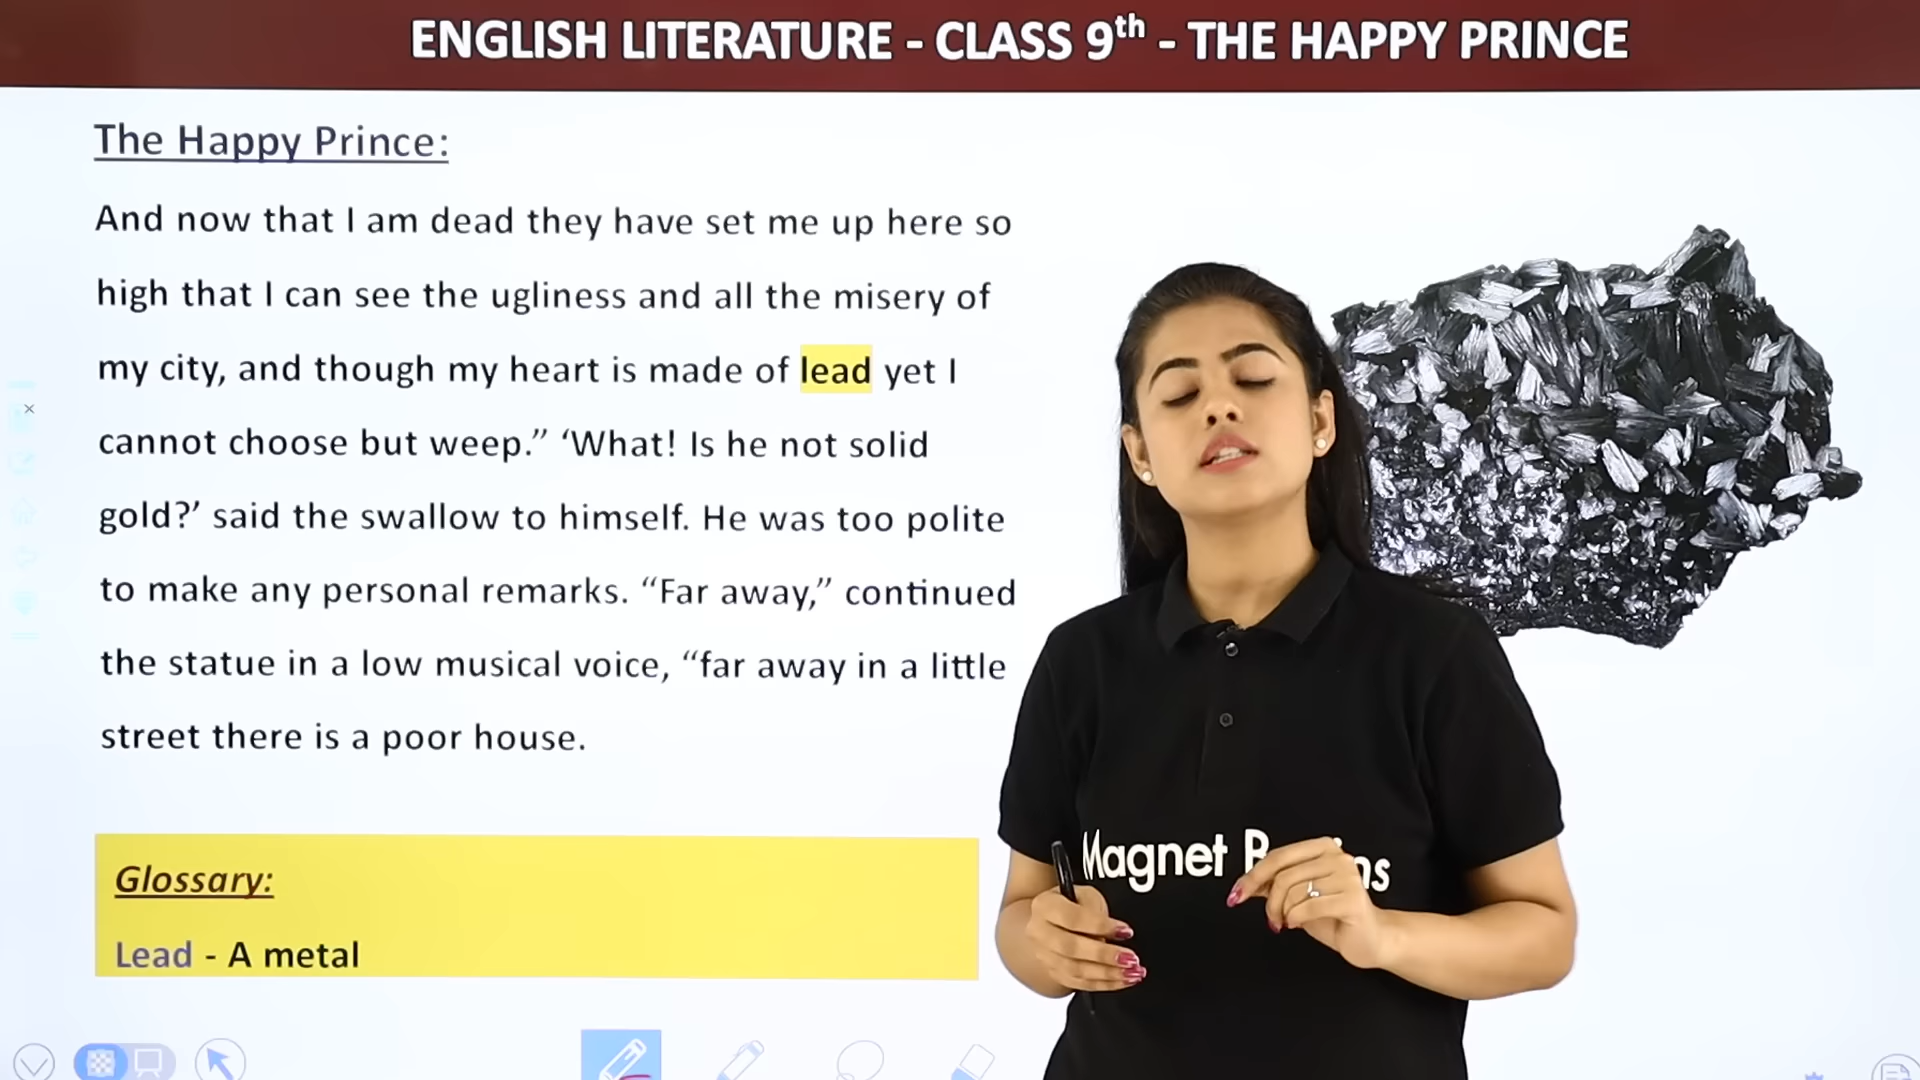 ENGLISH LITERATURE - CLASS 9th - THE HAPPY PRINCE
The Happy Prince:
And now that I am dead they have set me up here so
high that I can see the ugliness and all the misery of
my city, and though my heart is made of lead yet I
cannot choose but weep.” ‘What! Is he not solid
gold?’ said the swallow to himself. He was too polite
to make any personal remarks. “Far away,” continued
the statue in a low musical voice, “far away in a little
street there is a poor house.
Glossary:
Lead - A metal
Magnet